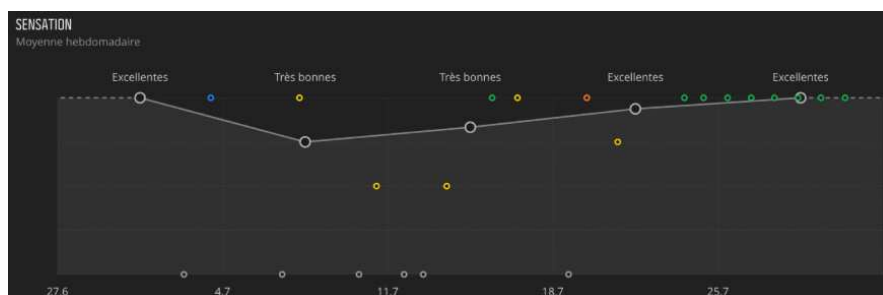 SENSATION
Moyenne hebdomadaire
Excellentes Très bonnes Très bonnes Excellentes Excellentes
27.6 4.7 11.7 18.7 25.7